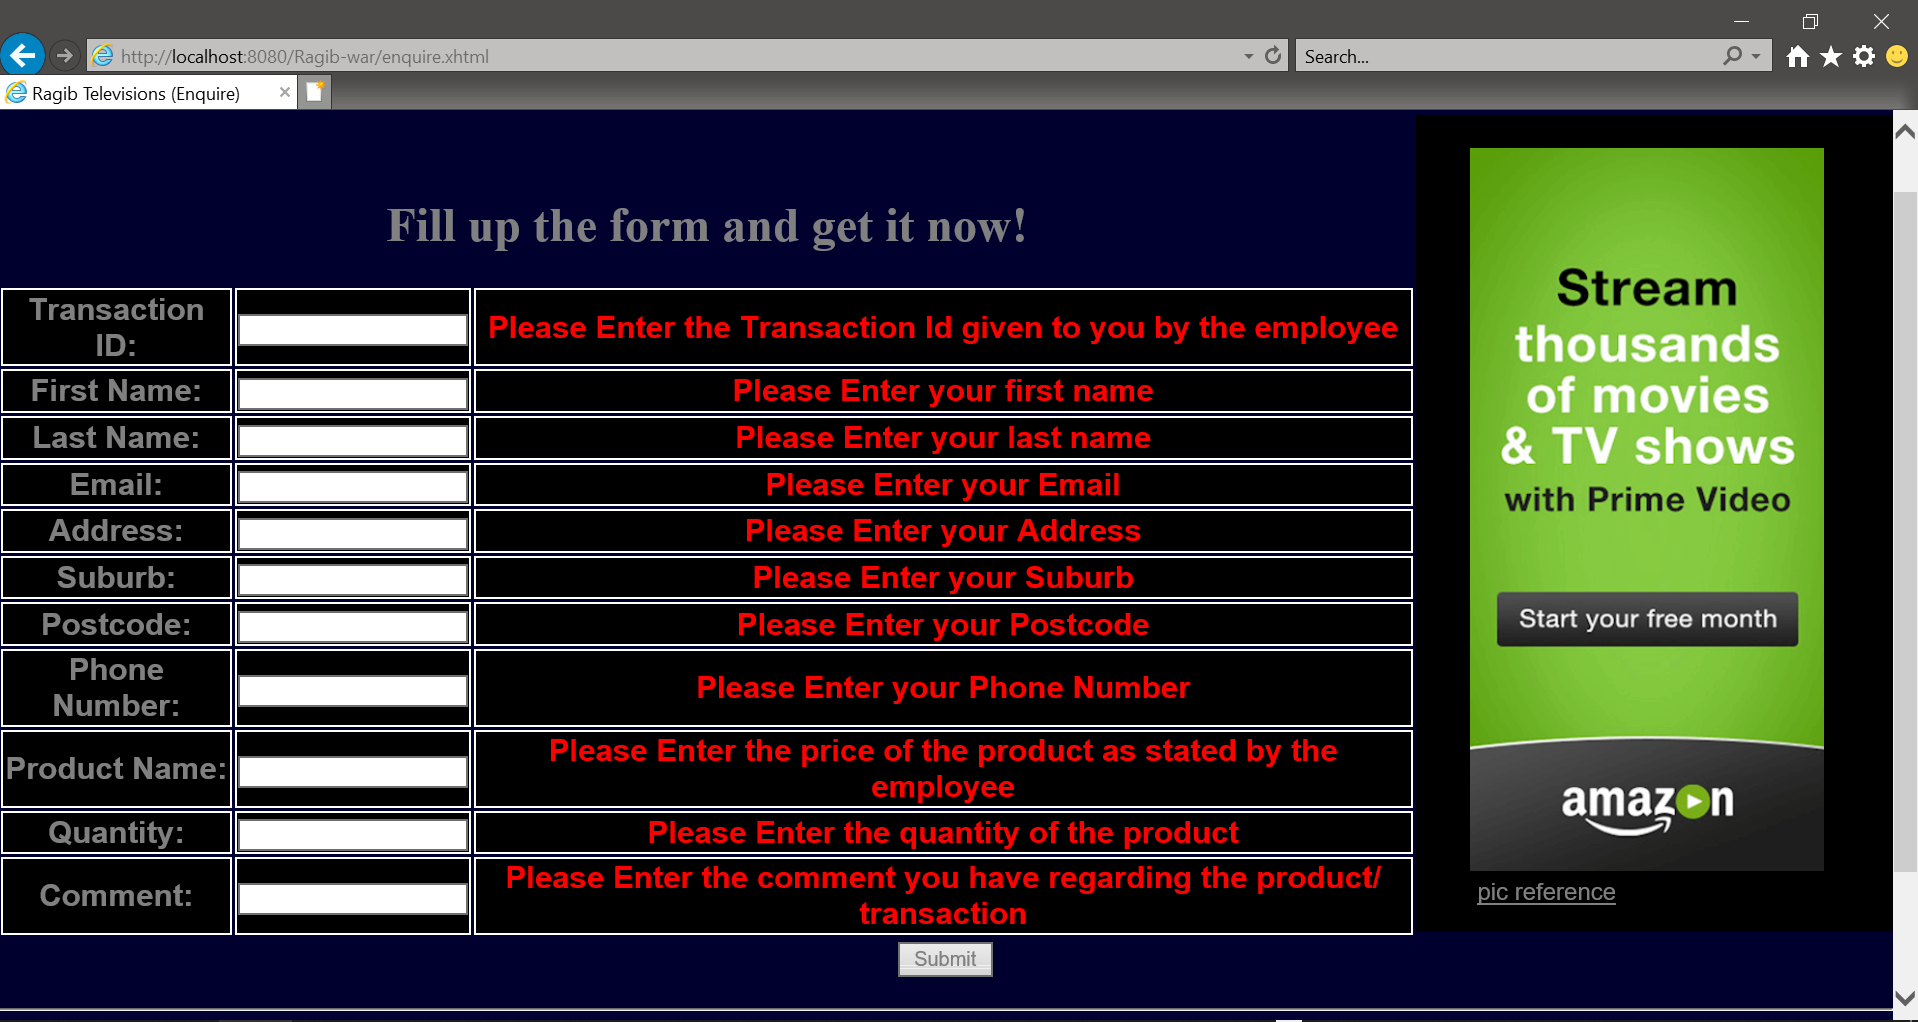 http://localhost:8080/Ragib-war/enquire.xhtml
Search...
Ragib Televisions (Enquire)
Fill up the form and get it now!
Transaction
ID:
Please Enter the Transaction Id given to you by the employee
First Name:
Please Enter your first name
Last Name:
Please Enter your last name
Email:
Please Enter your Email
Address:
Please Enter your Address
Suburb:
Please Enter your Suburb
Postcode:
Please Enter your Postcode
Phone
Number:
Please Enter your Phone Number
Product Name:
Please Enter the price of the product as stated by the
employee
Quantity:
Please Enter the quantity of the product
Comment:
Please Enter the comment you have regarding the product/
transaction
Submit
Stream
thousands
of movies
& TV shows
with Prime Video
Start your free month
amazon
pic reference